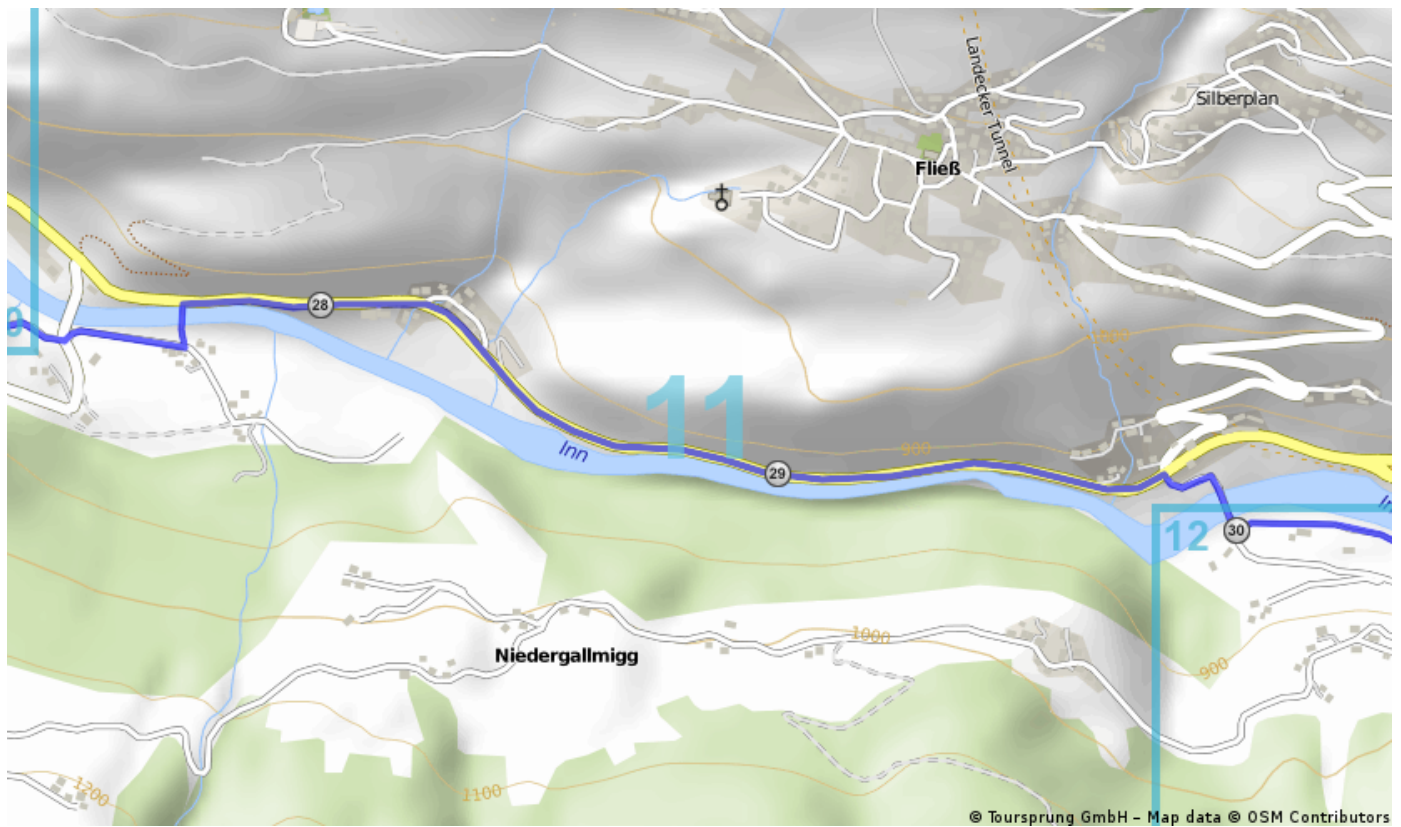 Landecker Tunnel
Silberplan
Fließ
28
11
900
Inn
29
12
30
1000
Niedergallmigg
900
1200
1100
© Toursprung GmbH – Map data © OSM Contributors